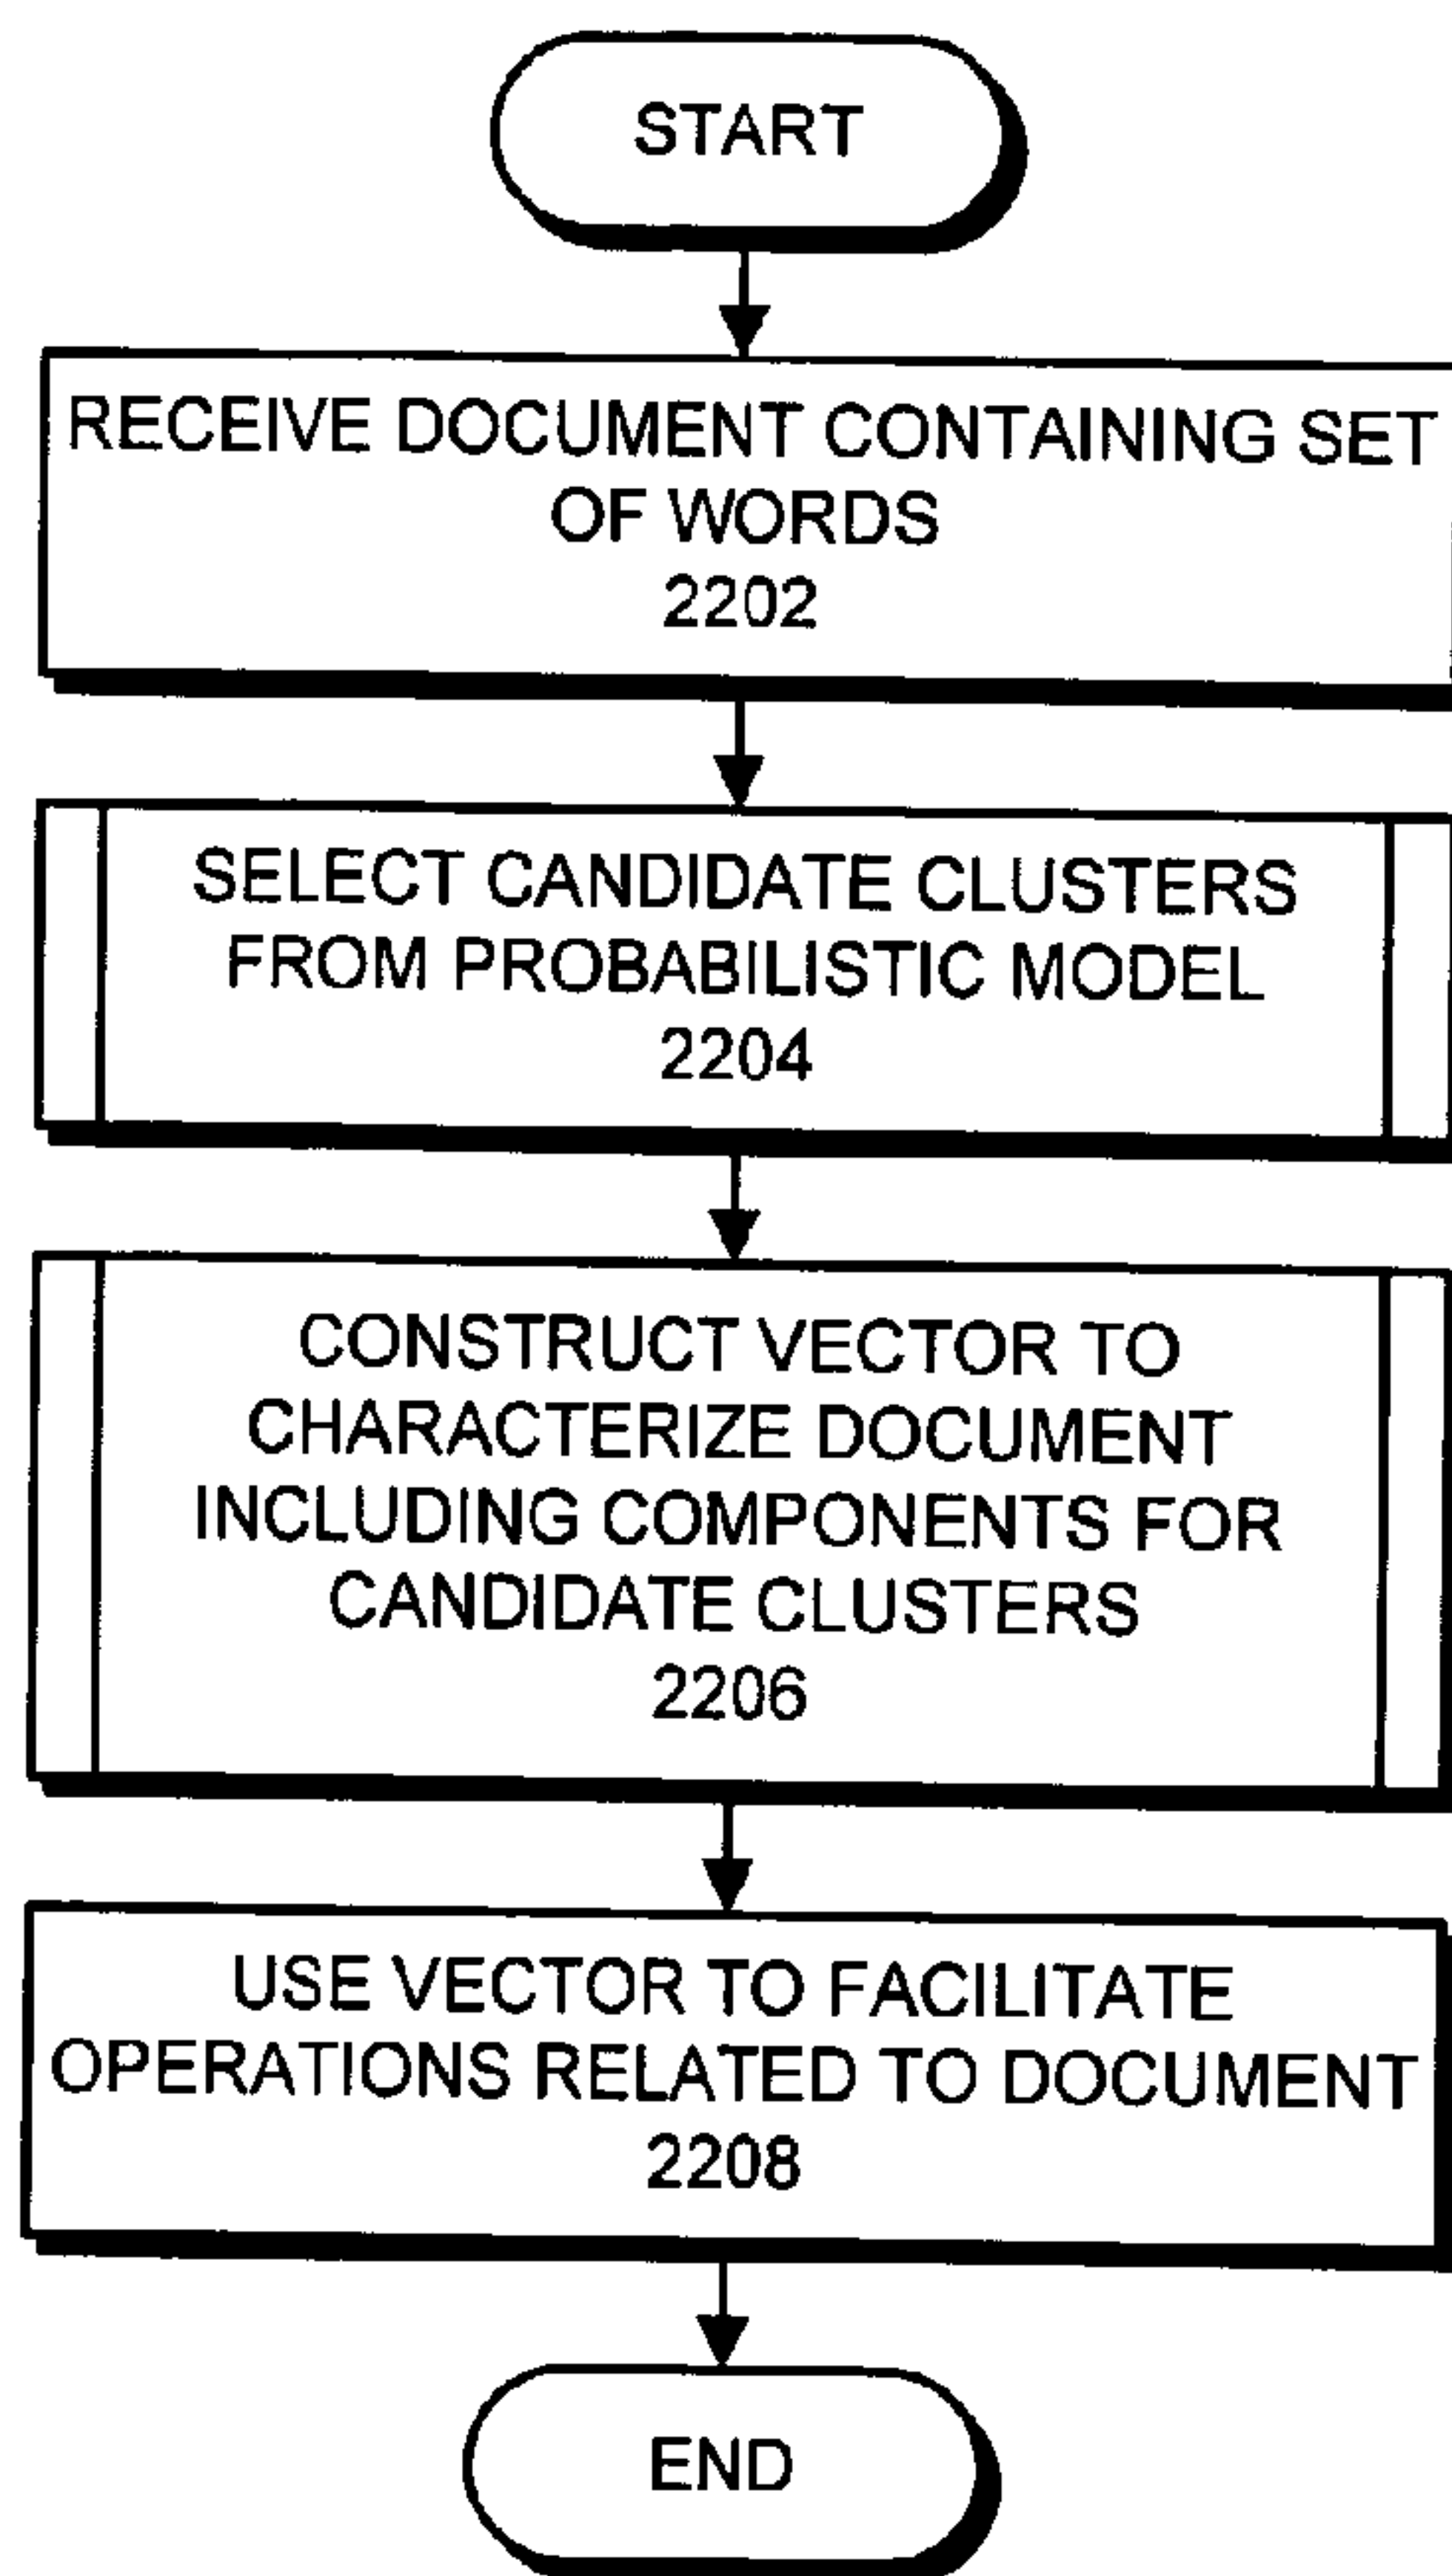 START
RECEIVE DOCUMENT CONTAINING SET
OF WORDS
2202
SELECT CANDIDATE CLUSTERS
FROM PROBABILISTIC MODEL
2204
CONSTRUCT VECTOR TO
CHARACTERIZE DOCUMENT
INCLUDING COMPONENTS FOR
CANDIDATE CLUSTERS
2206
USE VECTOR TO FACILITATE
OPERATIONS RELATED TO DOCUMENT
2208
END